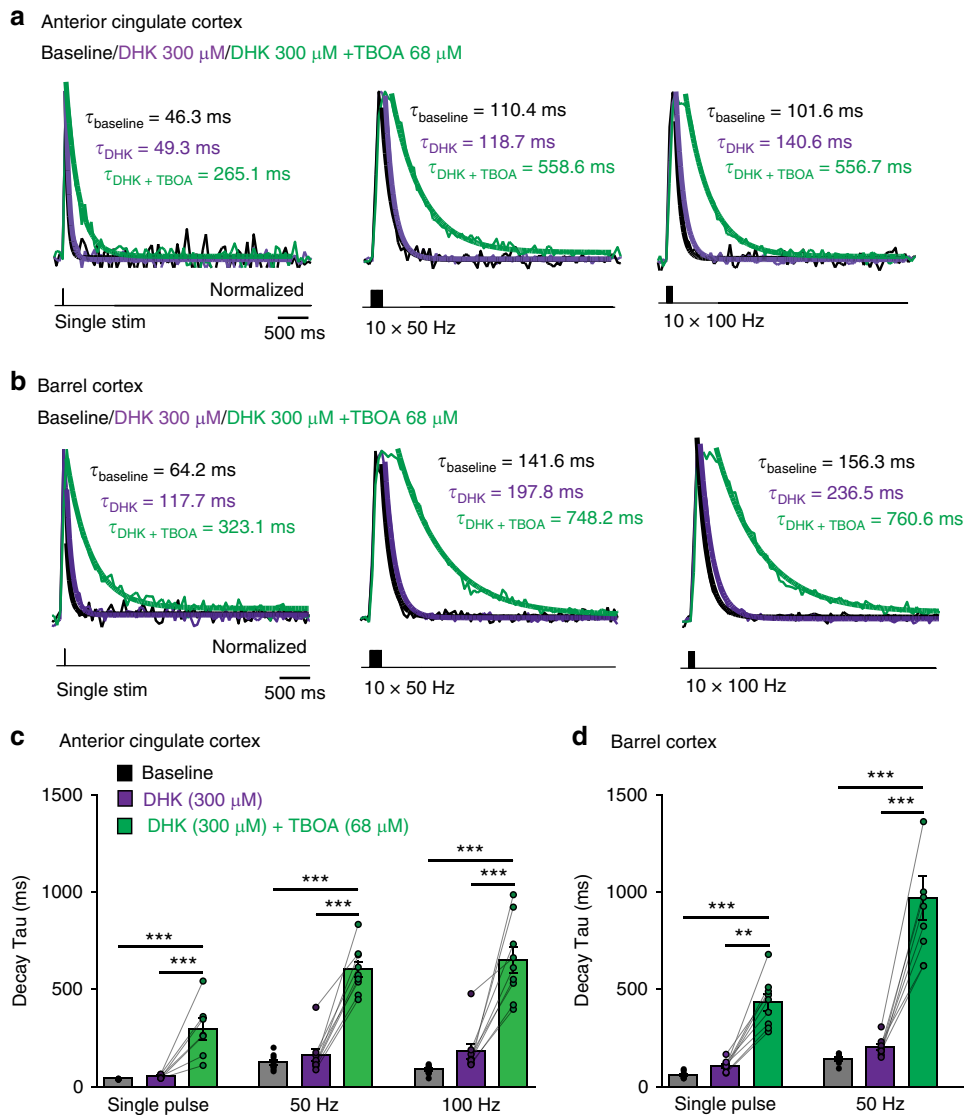 a Anterior cingulate cortex
Baseline/DHK 300 μM/DHK 300 μM +TBOA 68 μM
τbaseline = 46.3 ms
τDHK = 49.3 ms
τDHK + TBOA = 265.1 ms
τbaseline = 110.4 ms
τDHK = 118.7 ms
τDHK + TBOA = 558.6 ms
τbaseline = 101.6 ms
τDHK = 140.6 ms
τDHK + TBOA = 556.7 ms
Normalized
Single stim
500 ms
10 × 50 Hz
10 × 100 Hz
b Barrel cortex
Baseline/DHK 300 μM/DHK 300 μM +TBOA 68 μM
τbaseline = 64.2 ms
τDHK = 117.7 ms
τDHK + TBOA = 323.1 ms
τbaseline = 141.6 ms
τDHK = 197.8 ms
τDHK + TBOA = 748.2 ms
τbaseline = 156.3 ms
τDHK = 236.5 ms
τDHK + TBOA = 760.6 ms
Normalized
Single stim
500 ms
10 × 50 Hz
10 × 100 Hz
c Anterior cingulate cortex
Baseline
DHK (300 μM)
DHK (300 μM) + TBOA (68 μM)
Decay Tau (ms)
1500
1000
500
0
***
***
***
***
***
***
Single pulse
50 Hz
100 Hz
d Barrel cortex
Decay Tau (ms)
1500
1000
500
0
***
**
***
***
Single pulse
50 Hz